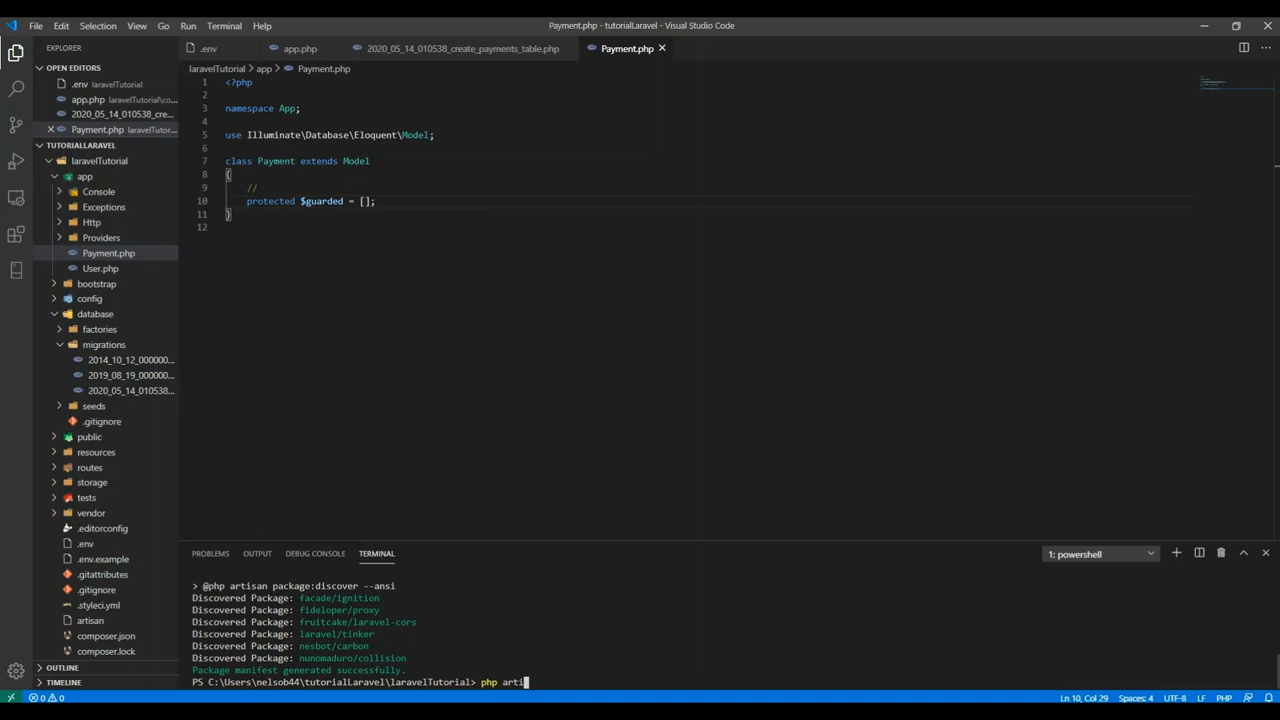 File Edit Selection View Go Run Terminal Help
Payment.php - tutorialLaravel - Visual Studio Code
EXPLORER
.env
app.php
2020_05_14_010538_create_payments_table.php
Payment.php
OPEN EDITORS
.env laravelTutorial
app.php laravelTutorial\co...
2020_05_14_010538_cre...
Payment.php laravelTutor...
TUTORIALLARAVEL
laravelTutorial
app
Console
Exceptions
Http
Providers
Payment.php
User.php
bootstrap
config
database
factories
migrations
2014_10_12_000000...
2019_08_19_000000...
2020_05_14_010538...
seeds
.gitignore
public
resources
routes
storage
tests
vendor
.editorconfig
.env
.env.example
.gitattributes
.gitignore
.styleci.yml
artisan
composer.json
composer.lock
OUTLINE
TIMELINE
laravelTutorial > app > Payment.php
1 <?php
2
3 namespace App;
4
5 use Illuminate\Database\Eloquent\Model;
6
7 class Payment extends Model
8 {
9 //
10 protected $guarded = [];
11 }
12
PROBLEMS OUTPUT DEBUG CONSOLE TERMINAL
1: powershell
> @php artisan package:discover --ansi
Discovered Package: facade/ignition
Discovered Package: fideloper/proxy
Discovered Package: fruitcake/laravel-cors
Discovered Package: laravel/tinker
Discovered Package: nesbot/carbon
Discovered Package: nunomaduro/collision
Package manifest generated successfully.
PS C:\Users\nelsob44\tutorialLaravel\laravelTutorial> php arti
0 0
Ln 10, Col 29 Spaces: 4 UTF-8 LF PHP